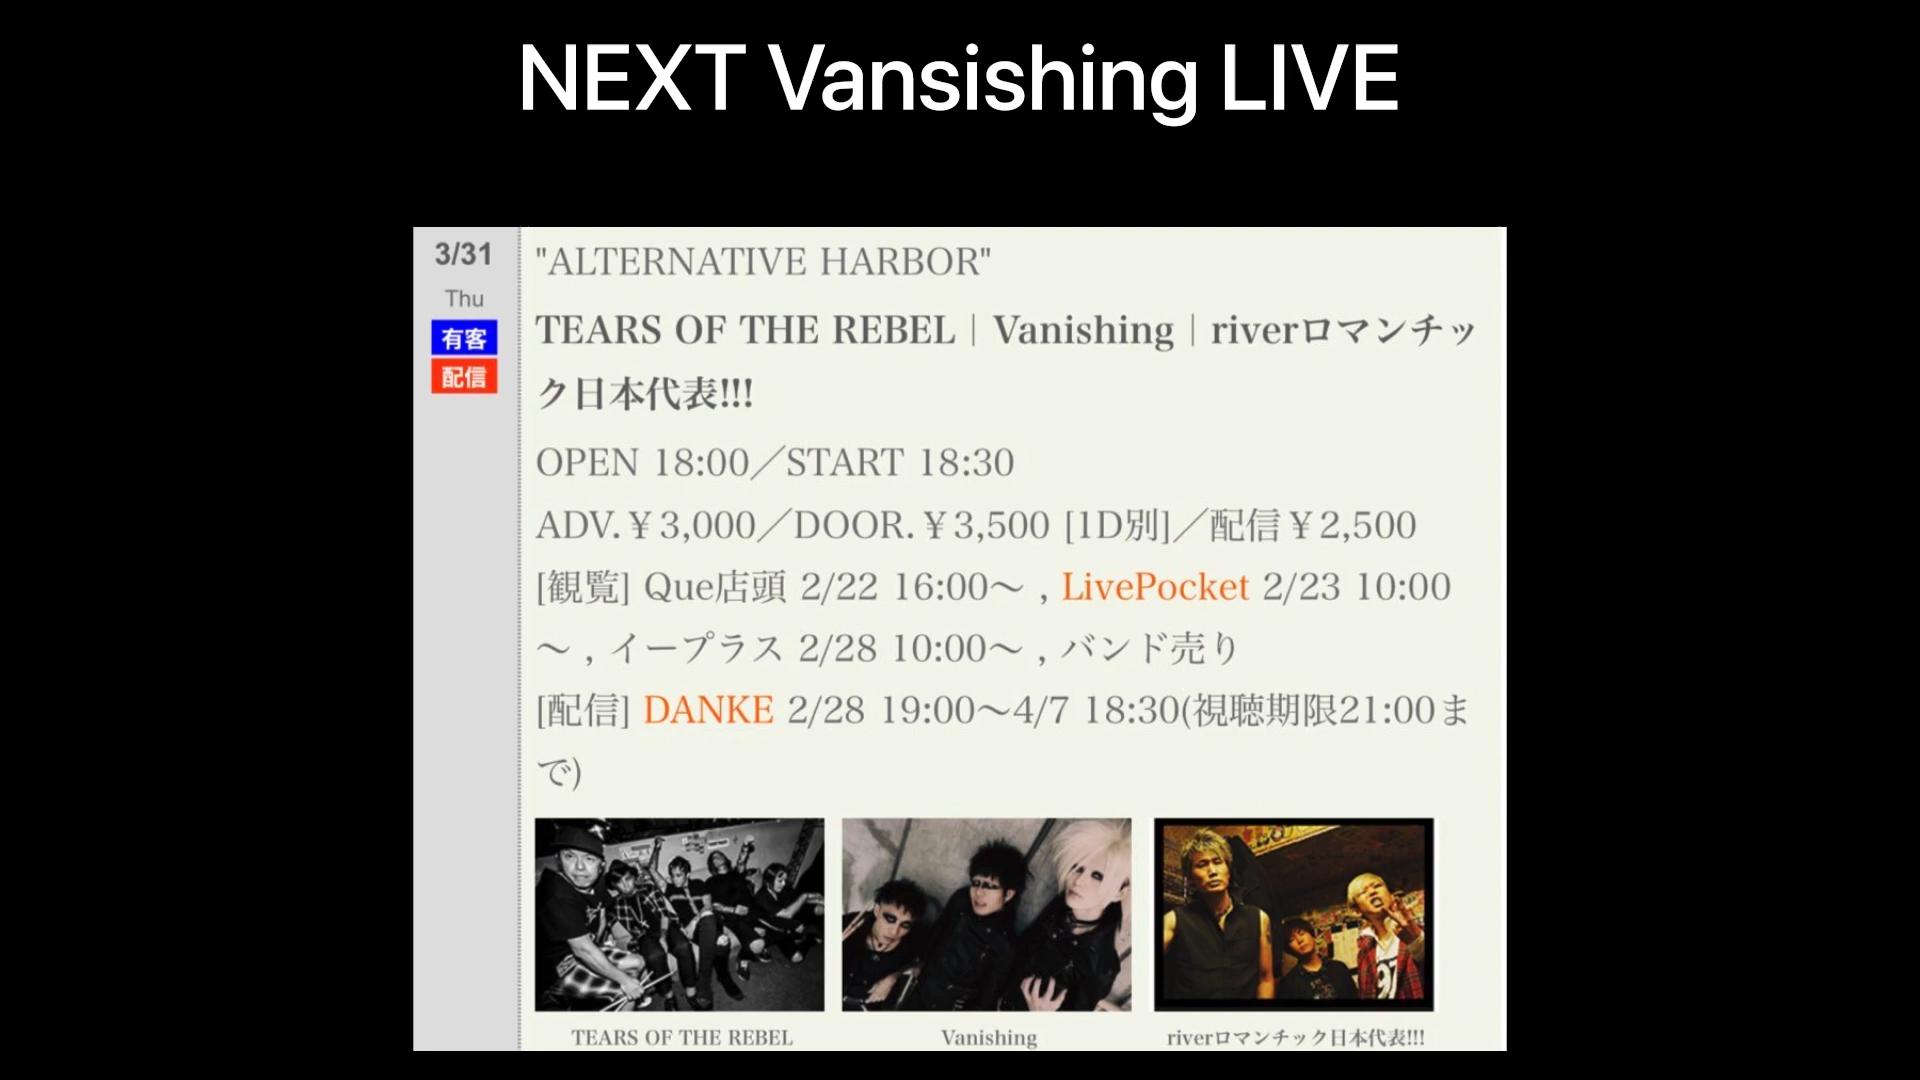 NEXT Vansishing LIVE
3/31
Thu
有客
配信
"ALTERNATIVE HARBOR"
TEARS OF THE REBEL｜Vanishing｜riverロマンチッ
ク日本代表!!!
OPEN 18:00／START 18:30
ADV.￥3,000／DOOR.￥3,500 [1D別]／配信￥2,500
[観覧] Que店頭 2/22 16:00〜 , LivePocket 2/23 10:00
〜 , イープラス 2/28 10:00〜 , バンド売り
[配信] DANKE 2/28 19:00〜4/7 18:30(視聴期限21:00ま
で)
TEARS OF THE REBEL
Vanishing
riverロマンチック日本代表!!!